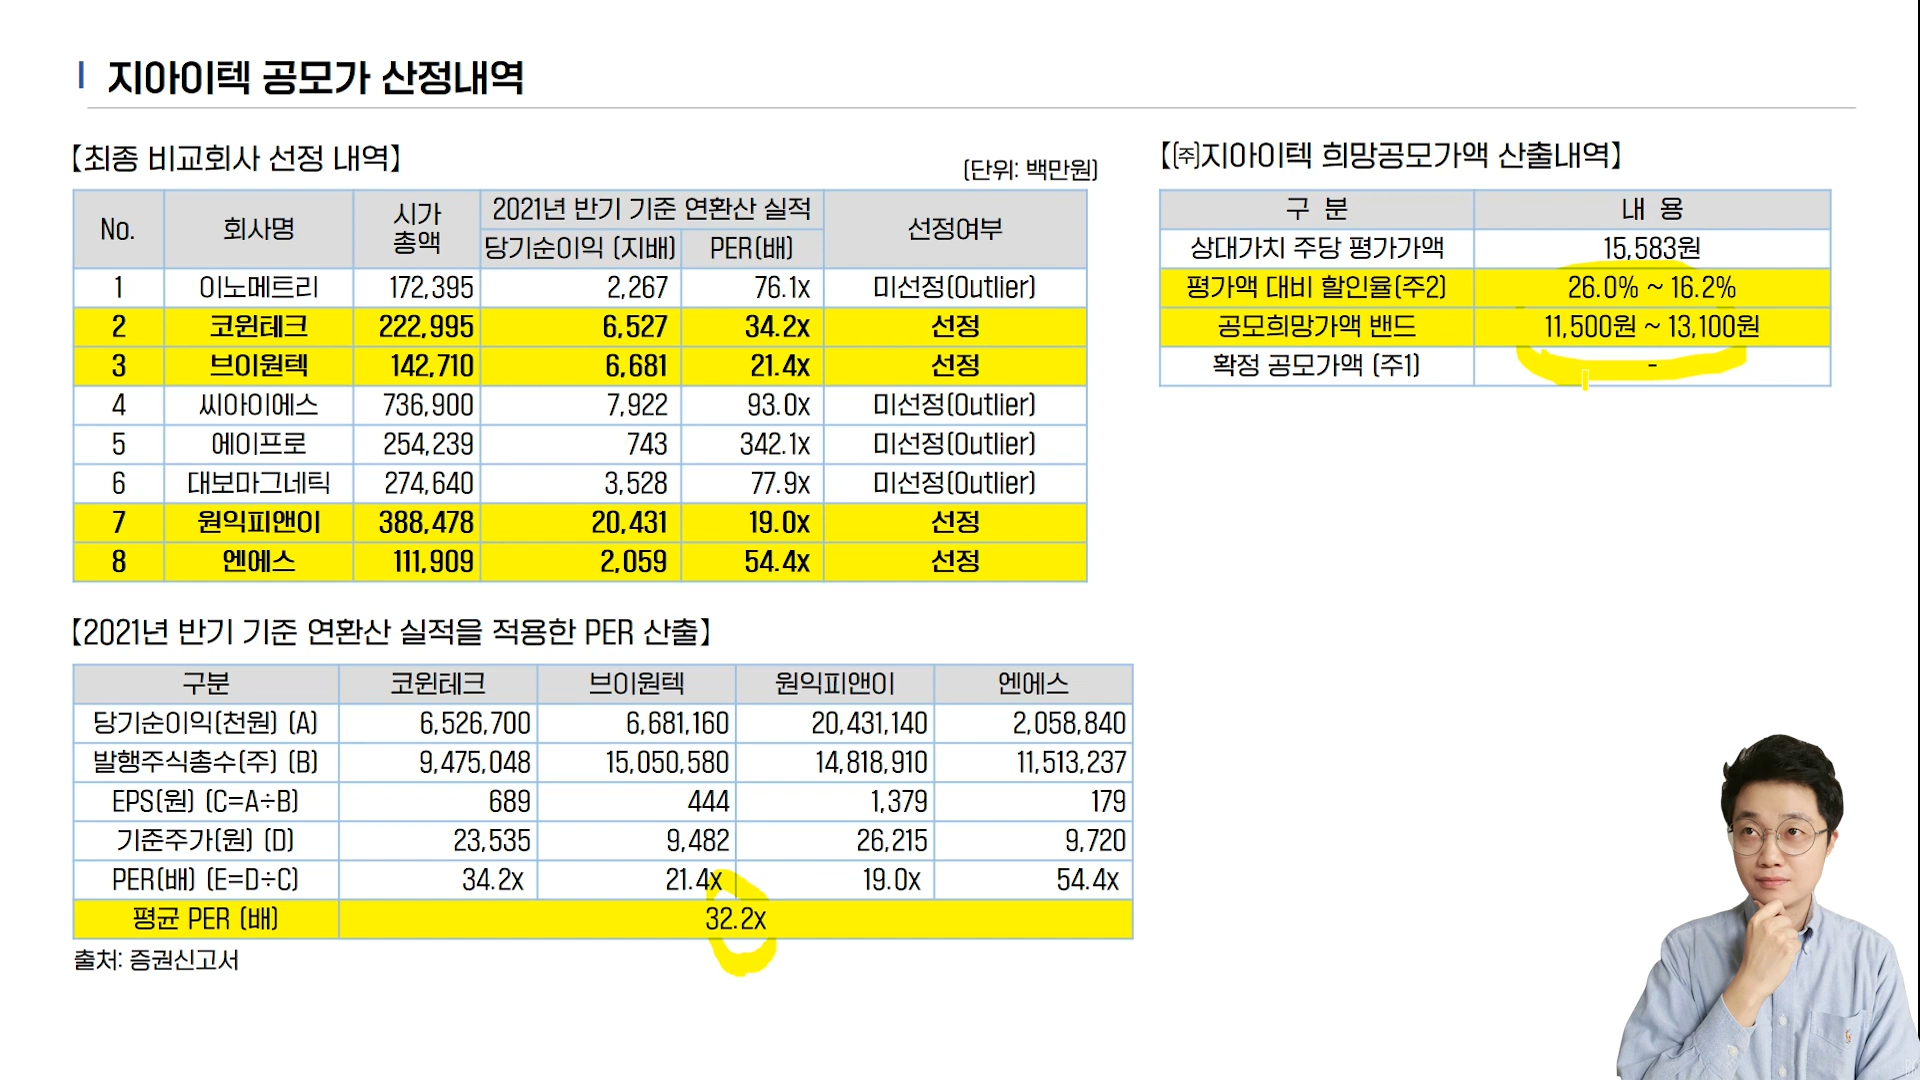 지아이텍 공모가 산정내역
【최종 비교회사 선정 내역】
(단위: 백만원)
No. 회사명 시가총액 2021년 반기 기준 연환산 실적 선정여부
당기순이익 (지배) PER(배)
1 이노메트리 172,395 2,267 76.1x 미선정(Outlier)
2 코윈테크 222,995 6,527 34.2x 선정
3 브이원텍 142,710 6,681 21.4x 선정
4 씨아이에스 736,900 7,922 93.0x 미선정(Outlier)
5 에이프로 254,239 743 342.1x 미선정(Outlier)
6 대보마그네틱 274,640 3,528 77.9x 미선정(Outlier)
7 원익피앤이 388,478 20,431 19.0x 선정
8 엔에스 111,909 2,059 54.4x 선정
【2021년 반기 기준 연환산 실적을 적용한 PER 산출】
구분 코윈테크 브이원텍 원익피앤이 엔에스
당기순이익(천원) (A) 6,526,700 6,681,160 20,431,140 2,058,840
발행주식총수(주) (B) 9,475,048 15,050,580 14,818,910 11,513,237
EPS(원) (C=A÷B) 689 444 1,379 179
기준주가(원) (D) 23,535 9,482 26,215 9,720
PER(배) (E=D÷C) 34.2x 21.4x 19.0x 54.4x
평균 PER (배) 32.2x
출처: 증권신고서
【㈜지아이텍 희망공모가액 산출내역】
구 분 내 용
상대가치 주당 평가가액 15,583원
평가액 대비 할인율(주2) 26.0% ~ 16.2%
공모희망가액 밴드 11,500원 ~ 13,100원
확정 공모가액 (주1) -